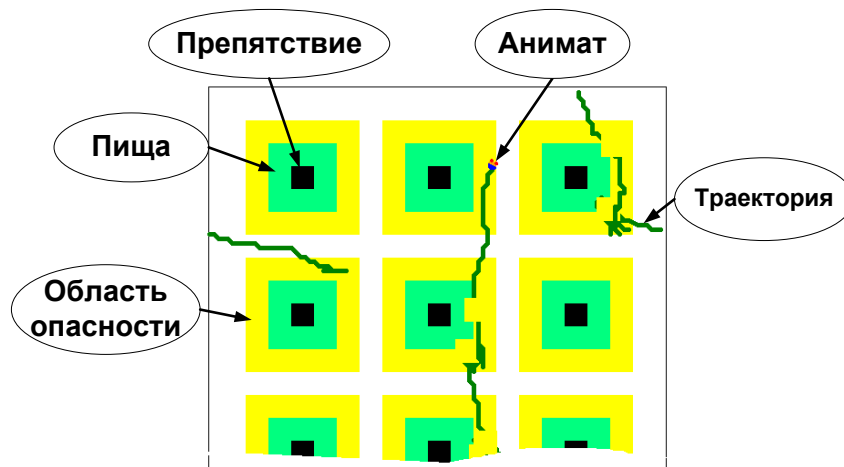 Препятствие
Анимат
Пища
Траектория
Область
опасности